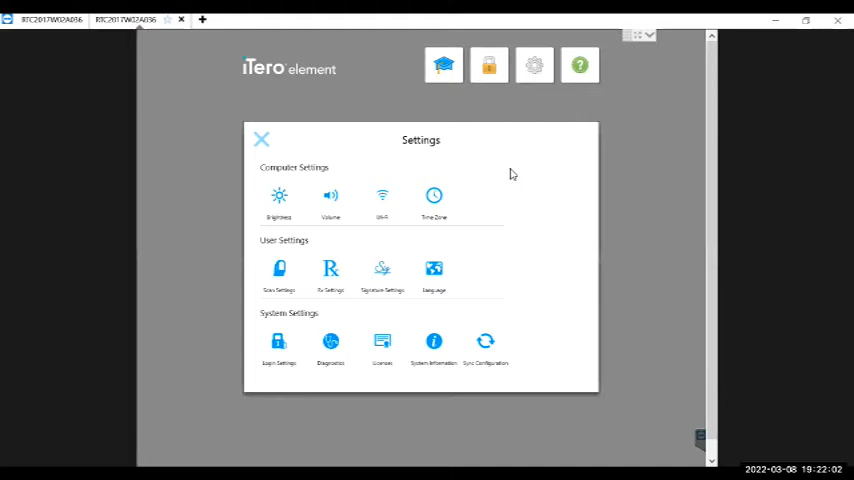 RTC2017W02A036 RTC2017W02A036
iTero element
Settings
Computer Settings
Brightness Volume Wi-Fi Time Zone
User Settings
Rx
Scan Settings Rx Settings Signature Settings Language
System Settings
Login Settings Diagnostics Licenses System Information Sync Configuration
2022-03-08 19:22:02